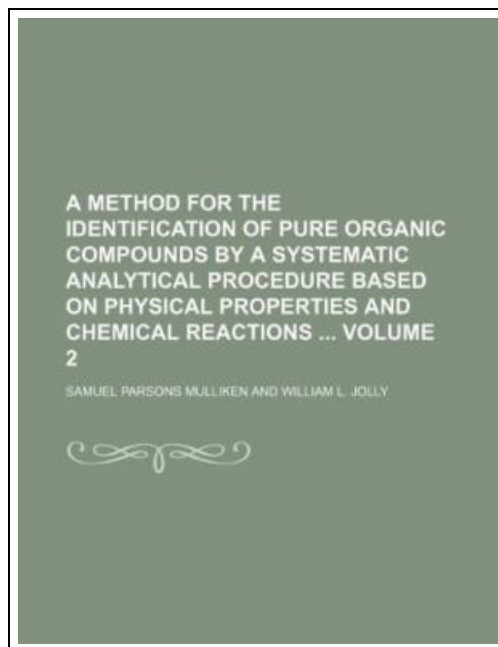 A METHOD FOR THE
IDENTIFICATION OF PURE ORGANIC
COMPOUNDS BY A SYSTEMATIC
ANALYTICAL PROCEDURE BASED
ON PHYSICAL PROPERTIES AND
CHEMICAL REACTIONS ... VOLUME
2
SAMUEL PARSONS MULLIKEN AND WILLIAM L. JOLLY